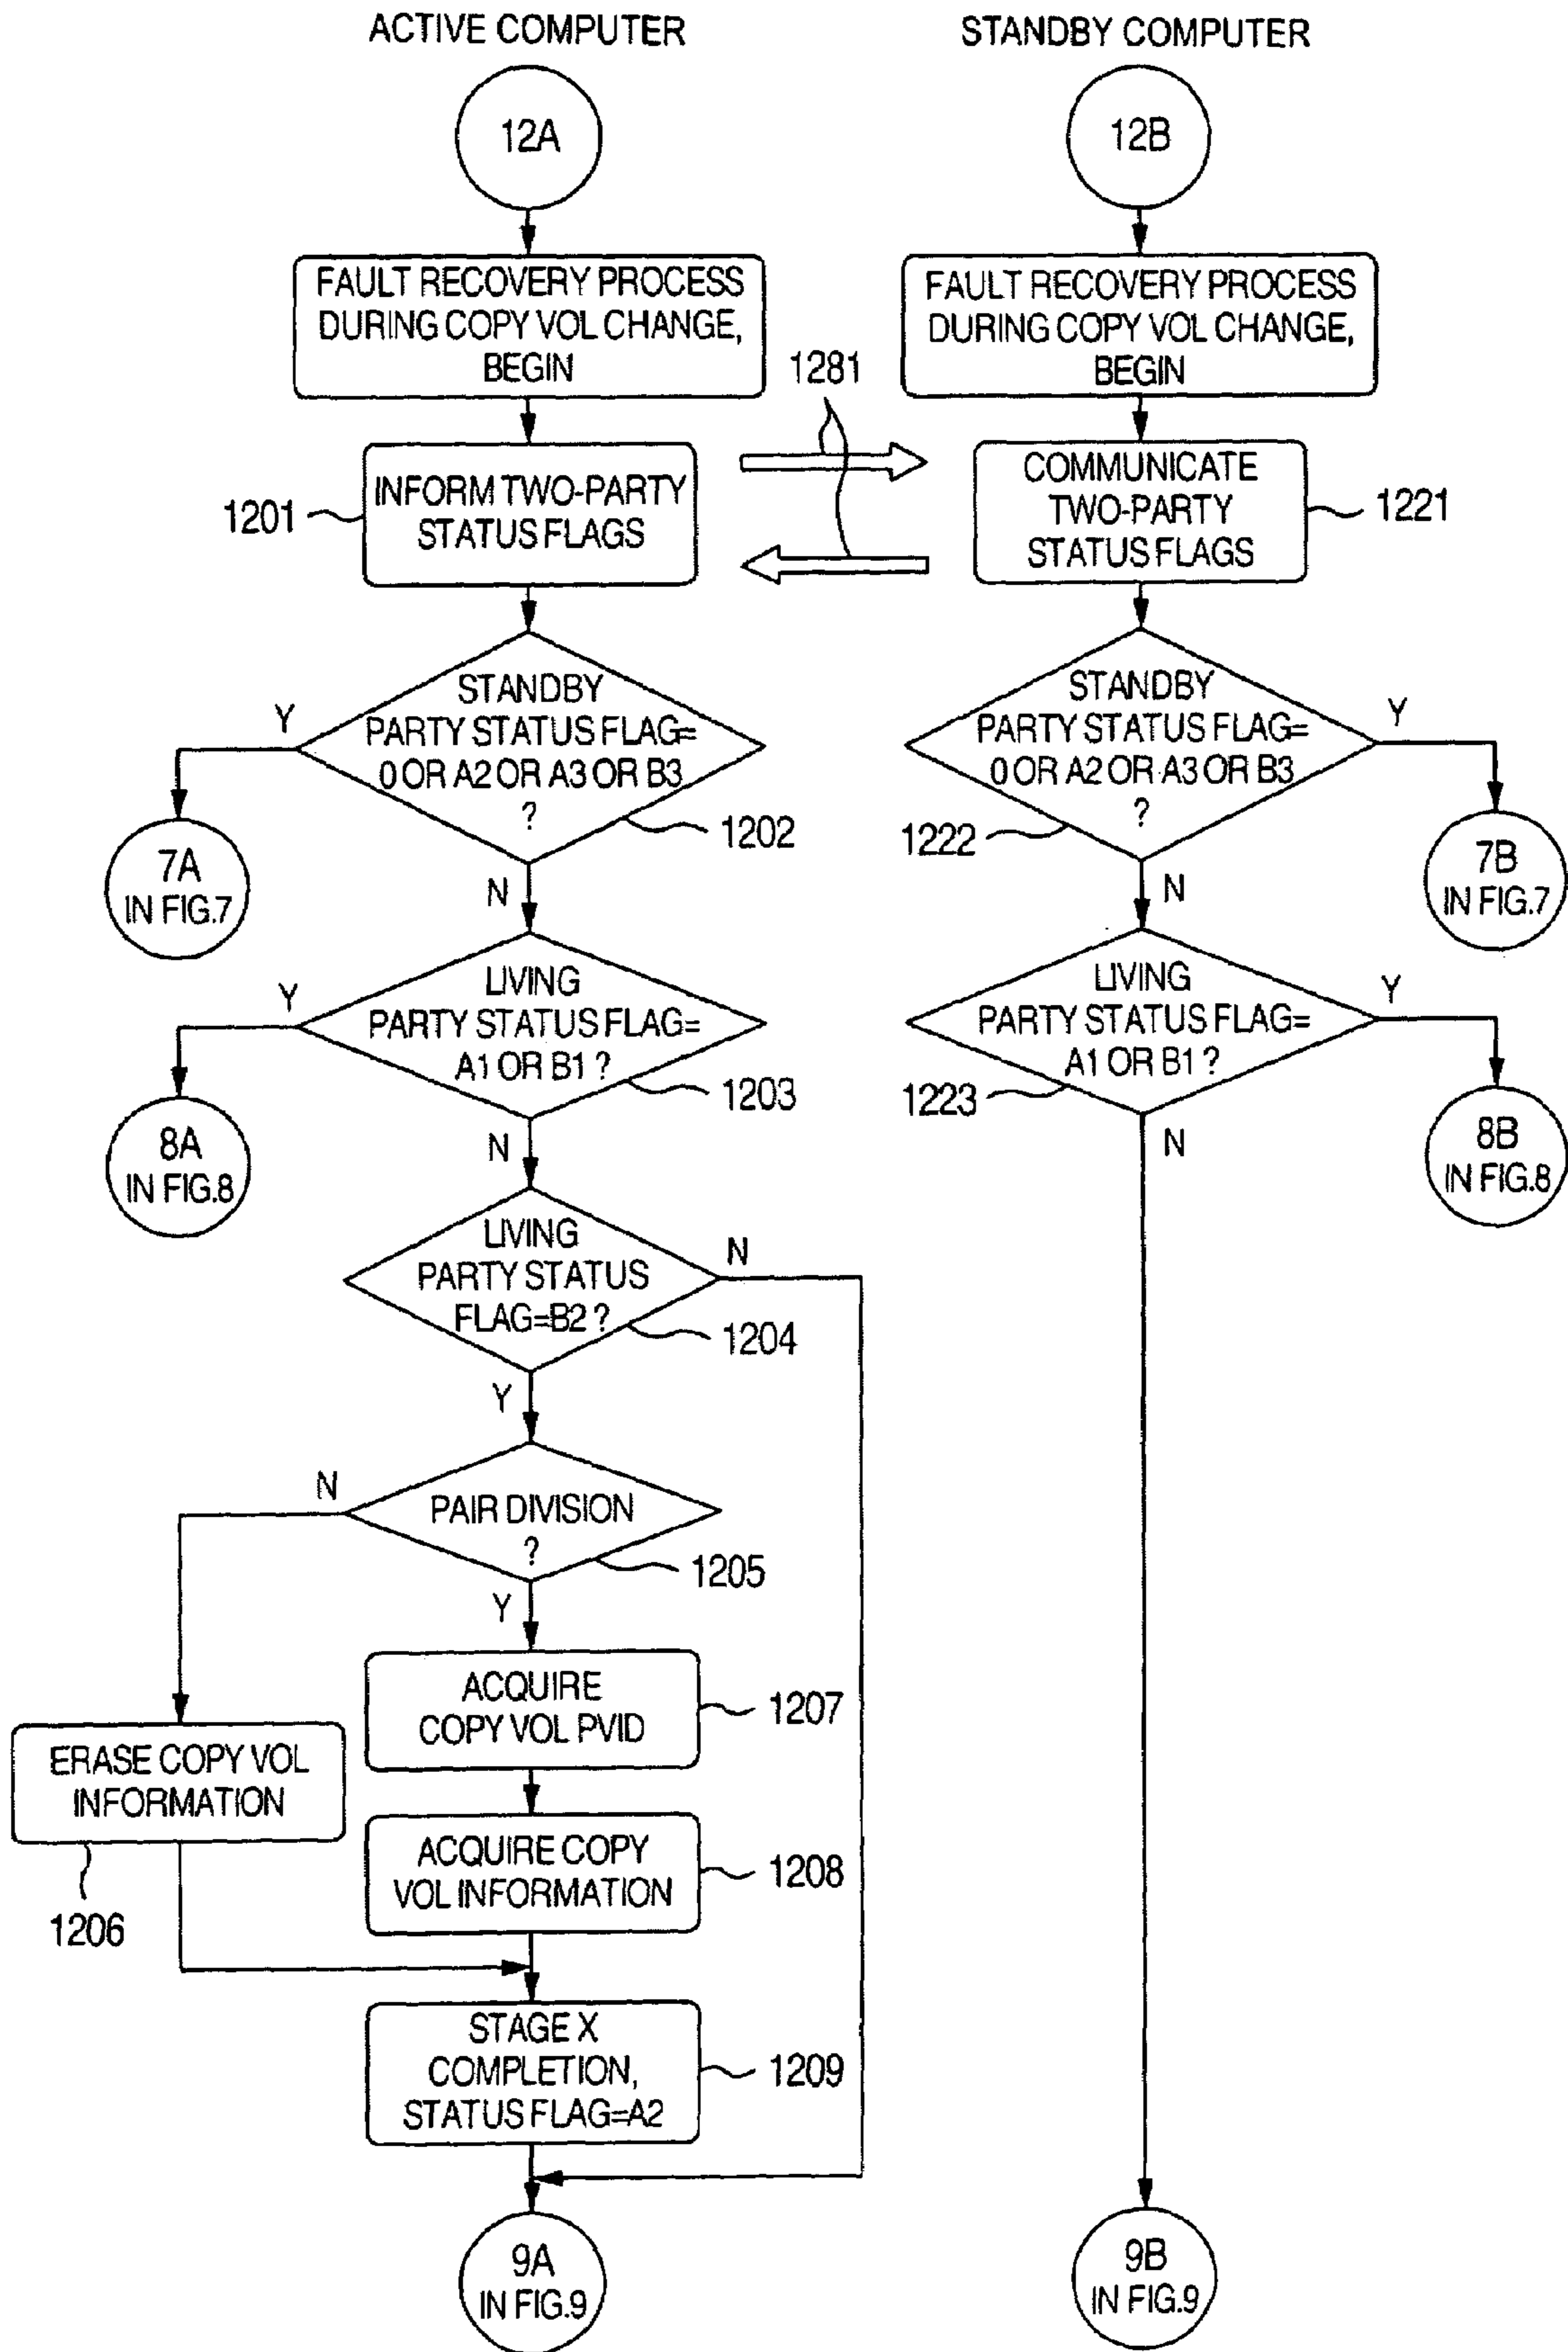 ACTIVE COMPUTER
STANDBY COMPUTER
12A
12B
FAULT RECOVERY PROCESS
DURING COPY VOL CHANGE,
BEGIN
FAULT RECOVERY PROCESS
DURING COPY VOL CHANGE,
BEGIN
1281
1201
INFORM TWO-PARTY
STATUS FLAGS
COMMUNICATE
TWO-PARTY
STATUS FLAGS
1221
STANDBY
PARTY STATUS FLAG=
0 OR A2 OR A3 OR B3
?
Y
1202
N
7A
IN FIG.7
STANDBY
PARTY STATUS FLAG=
0 OR A2 OR A3 OR B3
?
Y
1222
N
7B
IN FIG.7
LIVING
PARTY STATUS FLAG=
A1 OR B1 ?
Y
1203
N
8A
IN FIG.8
LIVING
PARTY STATUS FLAG=
A1 OR B1 ?
Y
1223
N
8B
IN FIG.8
LIVING
PARTY STATUS
FLAG=B2 ?
N
1204
Y
PAIR DIVISION
?
N
1205
Y
ACQUIRE
COPY VOL PVID
1207
ERASE COPY VOL
INFORMATION
1206
ACQUIRE COPY
VOL INFORMATION
1208
STAGE X
COMPLETION,
STATUS FLAG=A2
1209
9A
IN FIG.9
9B
IN FIG.9